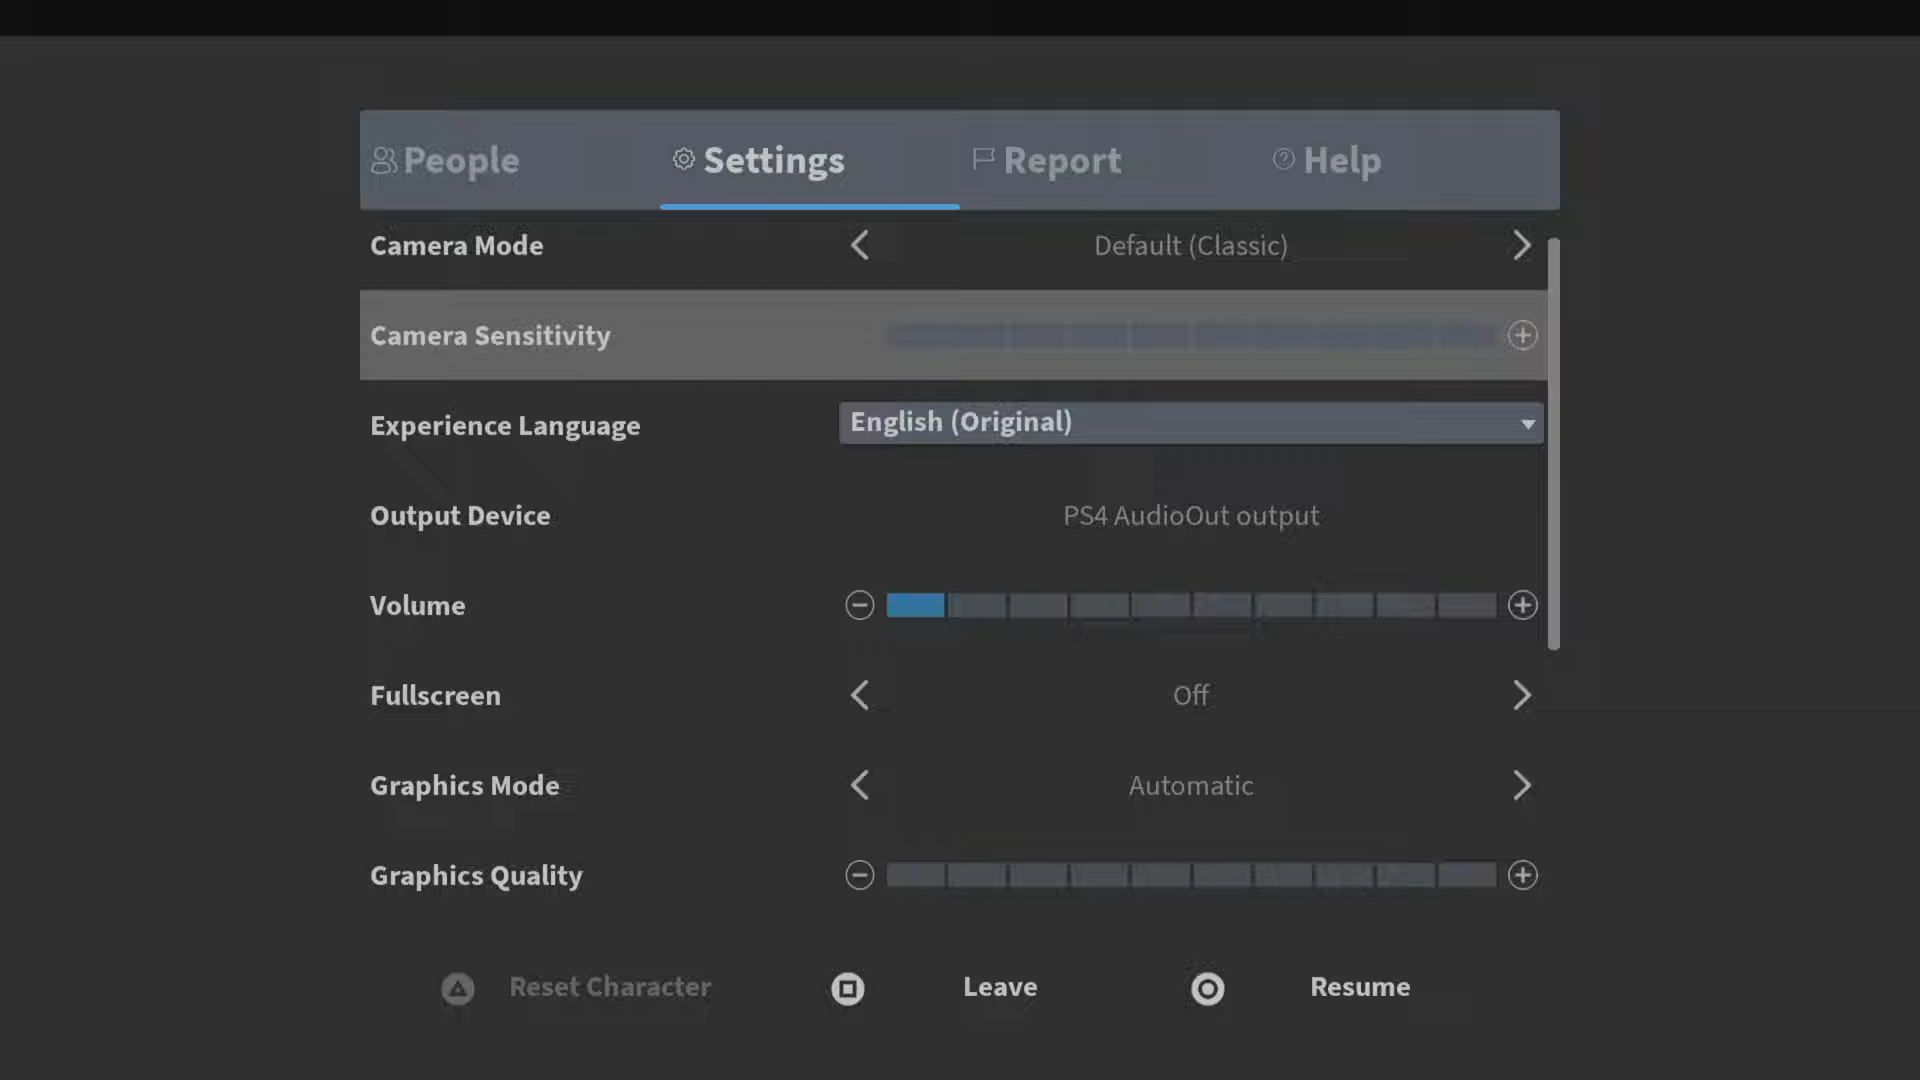 People
Settings
Report
Help
Camera Mode
Default (Classic)
Camera Sensitivity
Experience Language
English (Original)
Output Device
PS4 AudioOut output
Volume
Fullscreen
Off
Graphics Mode
Automatic
Graphics Quality
Reset Character
Leave
Resume